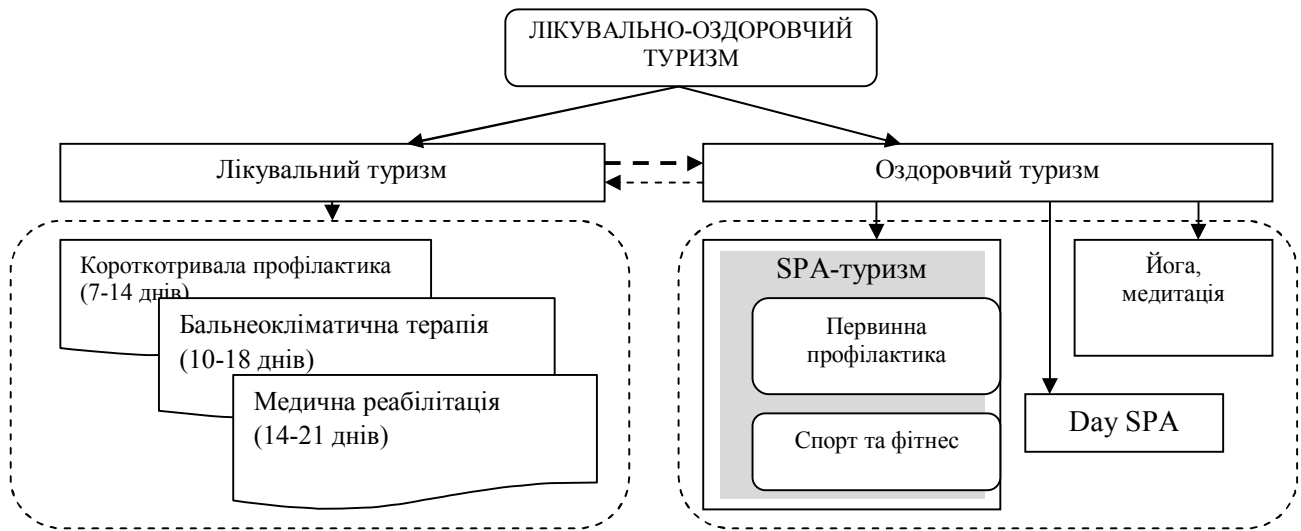 ЛІКУВАЛЬНО-ОЗДОРОВЧИЙ
ТУРИЗМ
Лікувальний туризм
Оздоровчий туризм
Короткотривала профілактика
(7-14 днів)
Бальнеокліматична терапія
(10-18 днів)
Медична реабілітація
(14-21 днів)
SPA-туризм
Первинна
профілактика
Спорт та фітнес
Day SPA
Йога,
медитація